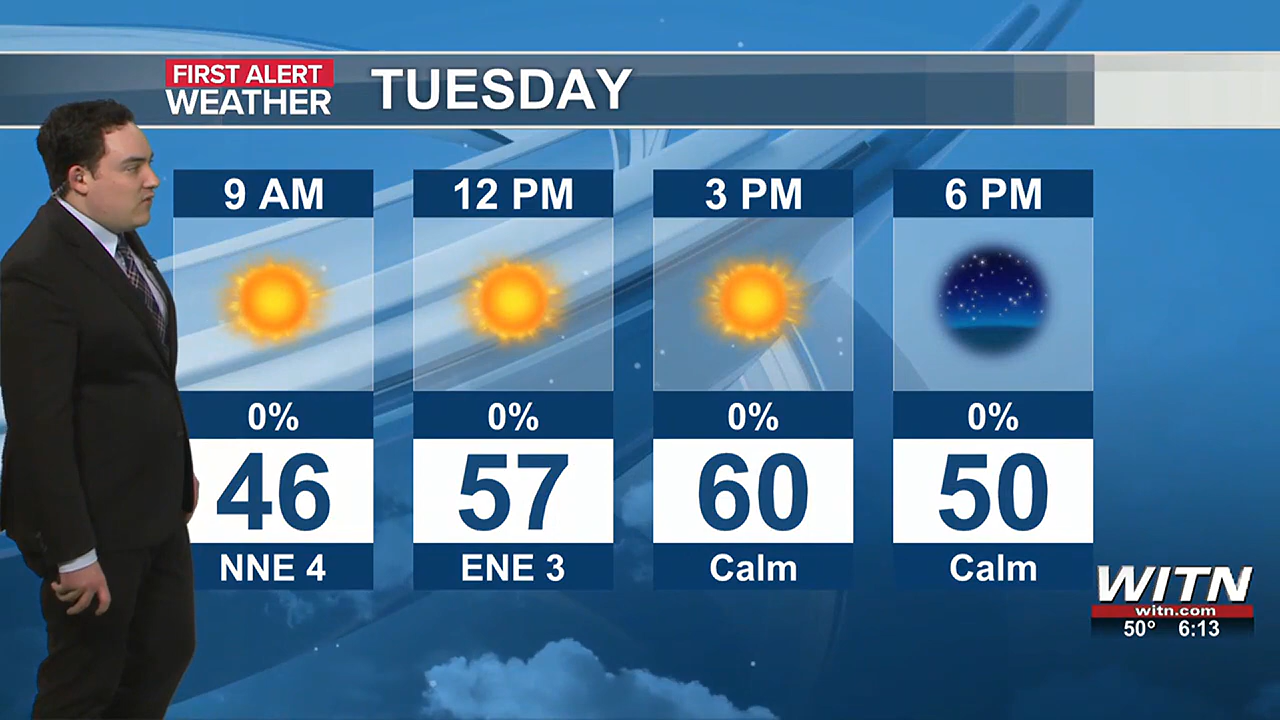 FIRST ALERT
WEATHER
TUESDAY
9 AM
12 PM
3 PM
6 PM
0%
0%
0%
0%
46
57
60
50
NNE 4
ENE 3
Calm
Calm
WITN
witn.com
50° 6:13